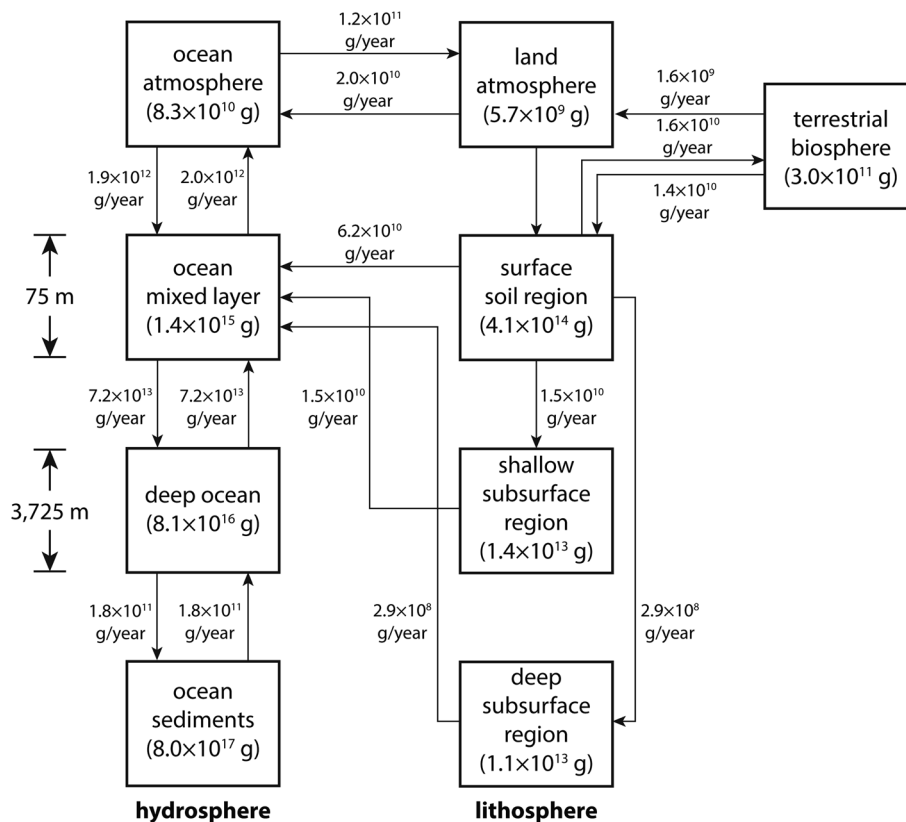 1.2×10¹¹
g/year
ocean
atmosphere
(8.3×10¹⁰ g)
2.0×10¹⁰
g/year
land
atmosphere
(5.7×10⁹ g)
1.6×10⁹
g/year
1.6×10¹⁰
g/year
terrestrial
biosphere
(3.0×10¹¹ g)
1.4×10¹⁰
g/year
1.9×10¹²
g/year
2.0×10¹²
g/year
75 m
ocean
mixed layer
(1.4×10¹⁵ g)
6.2×10¹⁰
g/year
surface
soil region
(4.1×10¹⁴ g)
7.2×10¹³
g/year
7.2×10¹³
g/year
1.5×10¹⁰
g/year
1.5×10¹⁰
g/year
3,725 m
deep ocean
(8.1×10¹⁶ g)
shallow
subsurface
region
(1.4×10¹³ g)
1.8×10¹¹
g/year
1.8×10¹¹
g/year
2.9×10⁸
g/year
2.9×10⁸
g/year
ocean
sediments
(8.0×10¹⁷ g)
deep
subsurface
region
(1.1×10¹³ g)
hydrosphere
lithosphere